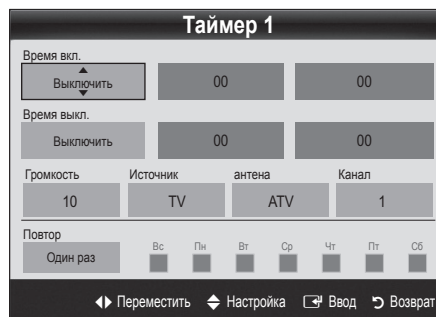 Таймер 1
Время вкл.
Выключить 00 00
Время выкл.
Выключить 00 00
Громкость Источник антена Канал
10 TV ATV 1
Повтор Вс Пн Вт Ср Чт Пт Сб
Один раз
Переместить Настройка Ввод Возврат